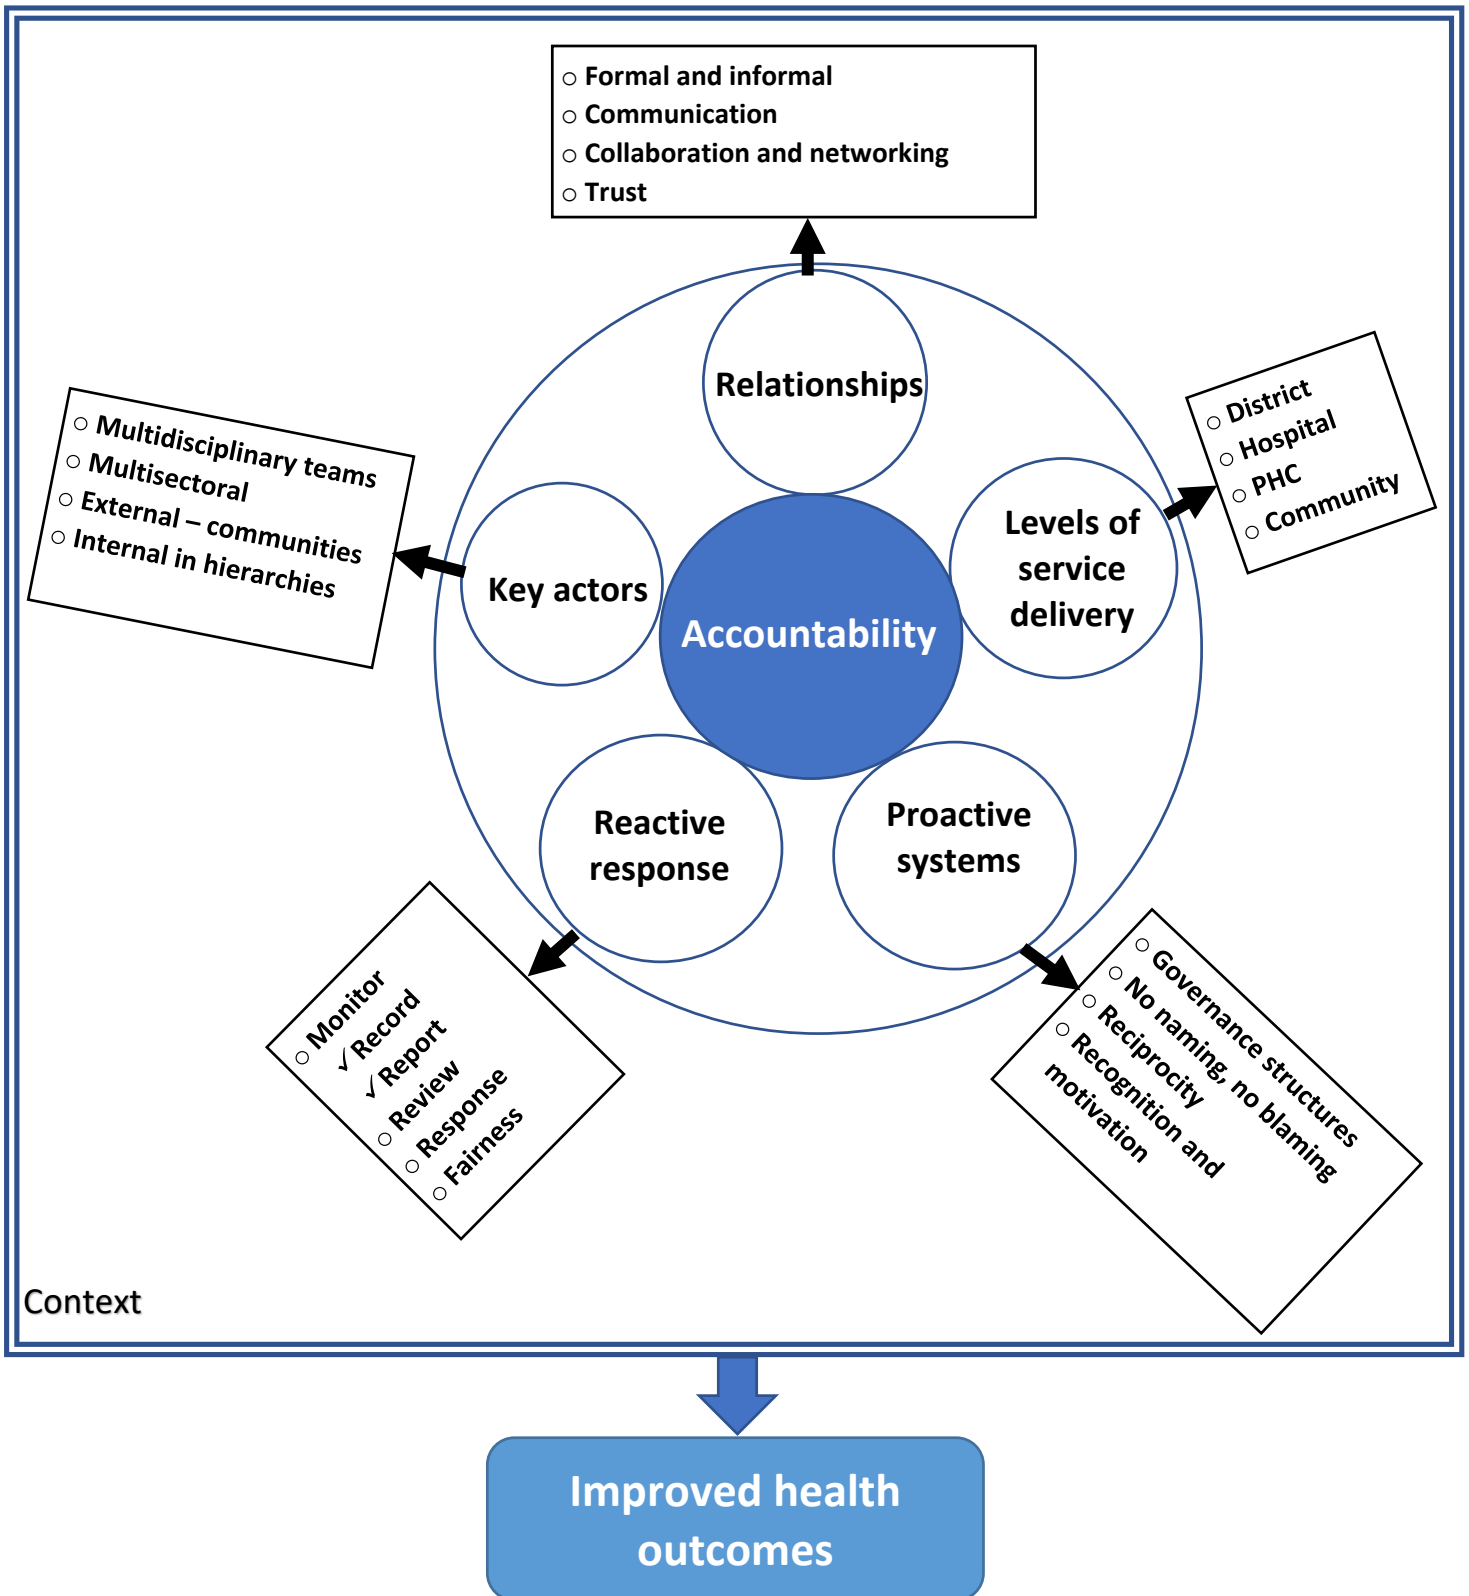 ○ Formal and informal
○ Communication
○ Collaboration and networking
○ Trust
Relationships
○ District
○ Hospital
○ PHC
○ Community
Levels of
service
delivery
○ Multidisciplinary teams
○ Multisectoral
○ External – communities
○ Internal in hierarchies
Key actors
Accountability
Reactive
response
Proactive
systems
○ Monitor
✓Record
✓Report
○ Review
○ Response
○ Fairness
○ Governance structures
○ No naming, no blaming
○ Reciprocity
○ Recognition and
motivation
Context
Improved health
outcomes